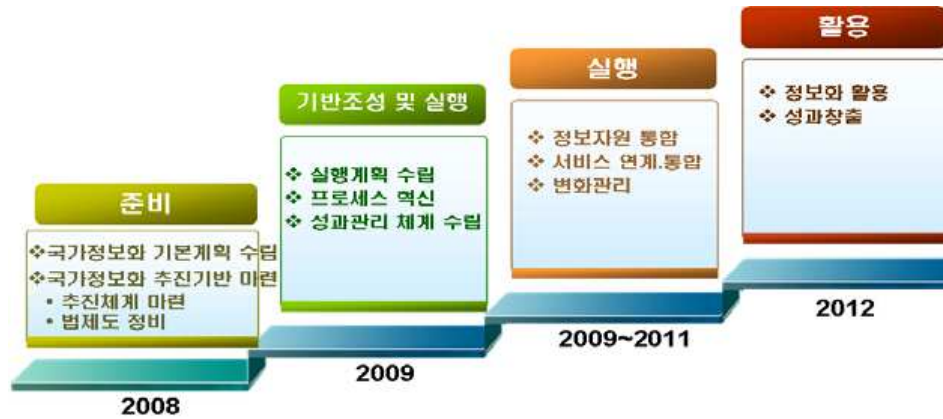 준비
❖국가정보화 기본계획 수립
❖국가정보화 추진기반 마련
• 추진체계 마련
• 법제도 정비
2008
기반조성 및 실행
❖ 실행계획 수립
❖ 프로세스 혁신
❖ 성과관리 체계 수립
2009
실행
❖ 정보자원 통합
❖ 서비스 연계.통합
❖ 변화관리
2009~2011
활용
❖ 정보화 활용
❖ 성과창출
2012